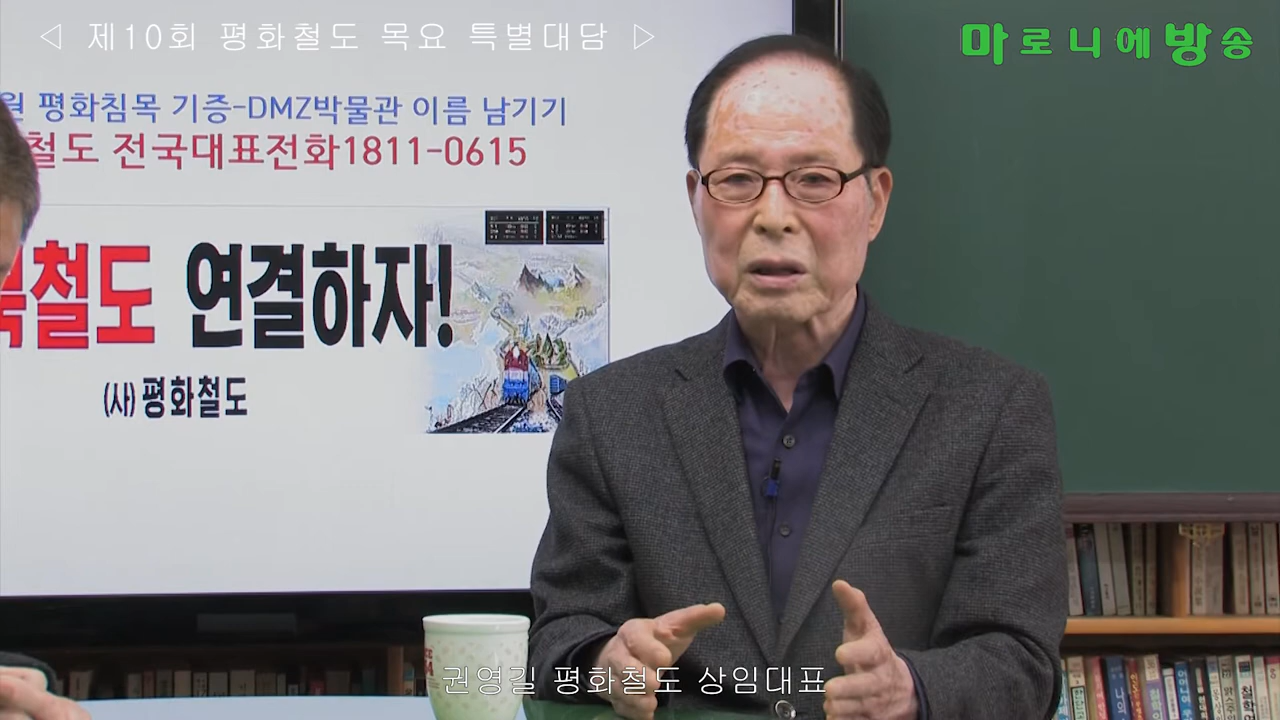 ◁ 제10회 평화철도 목요 특별대담 ▷
마로니에방송
평화침목 기증-DMZ박물관 이름 남기기
철도 전국대표전화1811-0615
철도 연결하자!
(사)평화철도
권영길 평화철도 상임대표